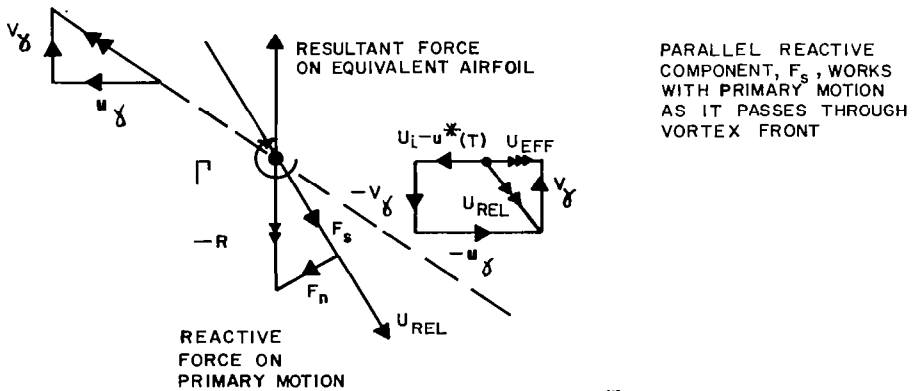 Vγ
uγ
RESULTANT FORCE
ON EQUIVALENT AIRFOIL
PARALLEL REACTIVE
COMPONENT, Fs, WORKS
WITH PRIMARY MOTION
AS IT PASSES THROUGH
VORTEX FRONT
Ui-u*(T)
UEFF
Γ
-Vγ
UREL
Vγ
-R
Fs
-uγ
Fn
UREL
REACTIVE
FORCE ON
PRIMARY MOTION